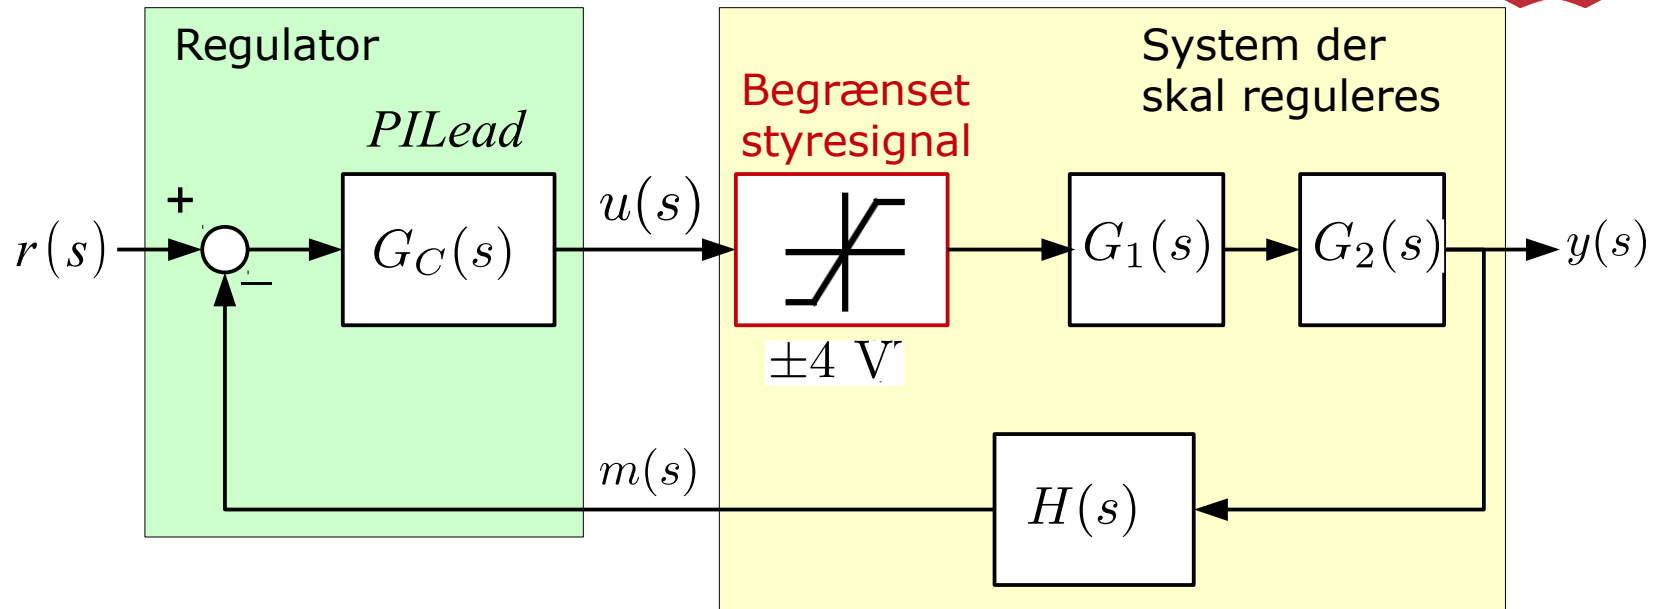 Regulator
System der
skal reguleres
Begrænset
styresignal
PILead
+
r(s)
G_C(s)
u(s)
G_1(s)
G_2(s)
y(s)
−
±4 V
m(s)
H(s)